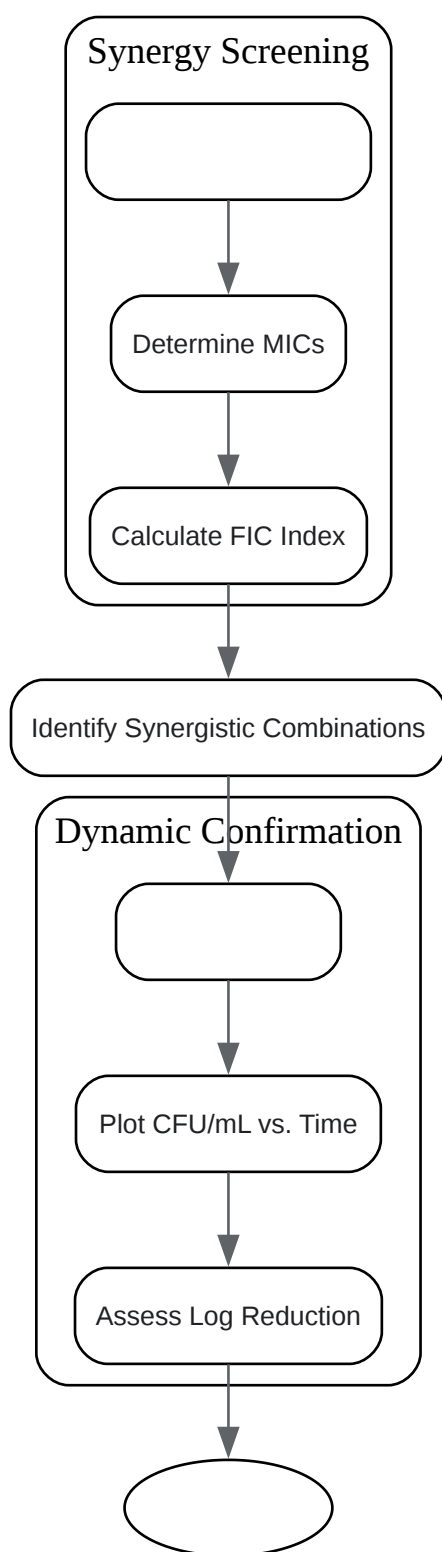 Synergy Screening
Determine MICs
Calculate FIC Index
Identify Synergistic Combinations
Dynamic Confirmation
Plot CFU/mL vs. Time
Assess Log Reduction